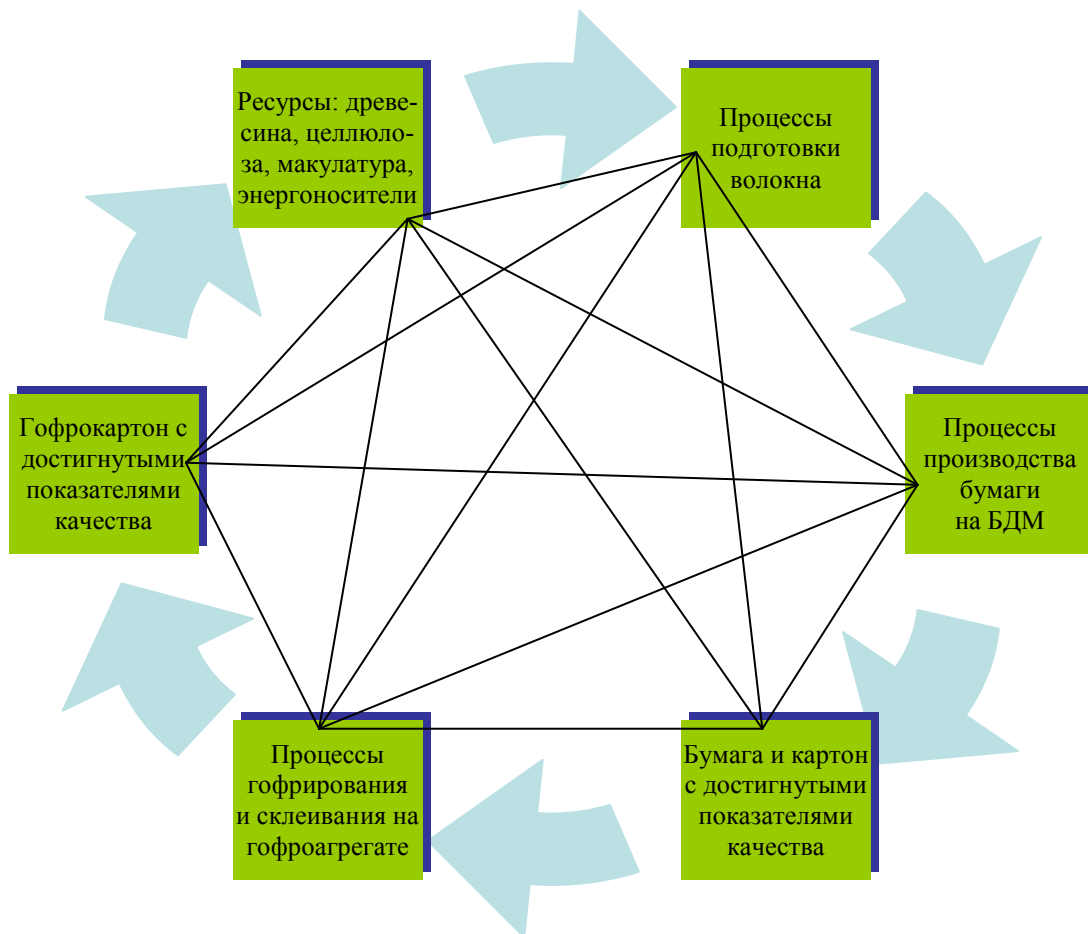 Ресурсы: древе-
сина, целлюло-
за, макулатура,
энергоносители
Процессы
подготовки
волокна
Процессы
производства
бумаги
на БДМ
Бумага и картон
с достигнутыми
показателями
качества
Процессы
гофрирования
и склеивания на
гофроагрегате
Гофрокартон с
достигнутыми
показателями
качества